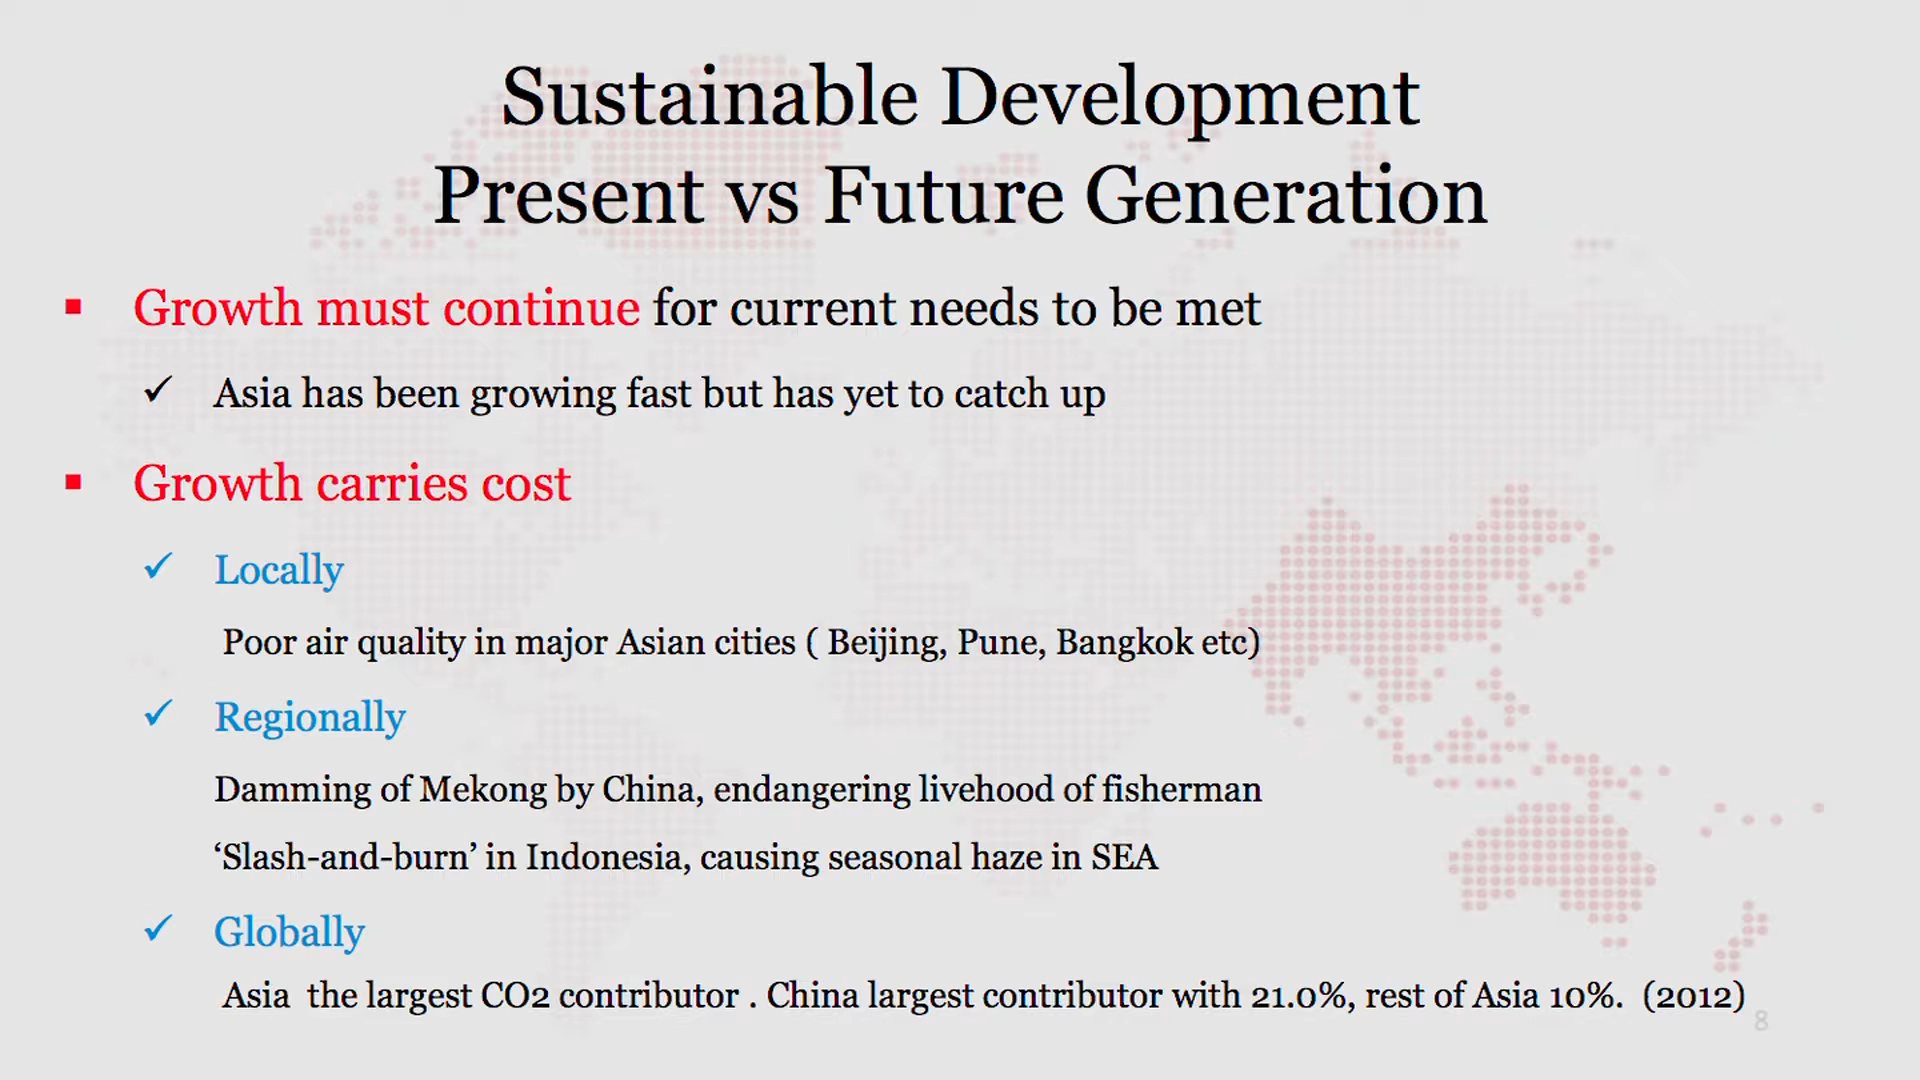 Sustainable Development
Present vs Future Generation
▪ Growth must continue for current needs to be met
✓ Asia has been growing fast but has yet to catch up
▪ Growth carries cost
✓ Locally
Poor air quality in major Asian cities ( Beijing, Pune, Bangkok etc)
✓ Regionally
Damming of Mekong by China, endangering livehood of fisherman
‘Slash-and-burn’ in Indonesia, causing seasonal haze in SEA
✓ Globally
Asia the largest CO2 contributor . China largest contributor with 21.0%, rest of Asia 10%. (2012)
8